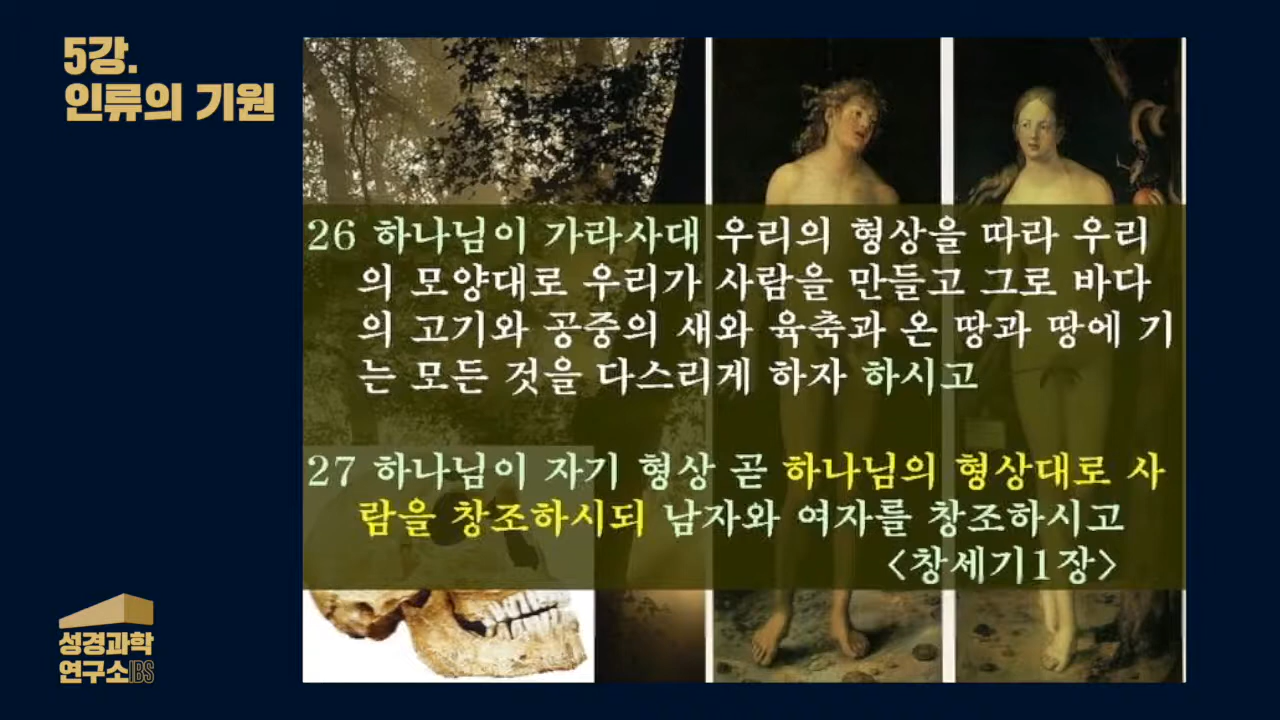 5강.
인류의 기원
26 하나님이 가라사대 우리의 형상을 따라 우리
의 모양대로 우리가 사람을 만들고 그로 바다
의 고기와 공중의 새와 육축과 온 땅과 땅에 기
는 모든 것을 다스리게 하자 하시고
27 하나님이 자기 형상 곧 하나님의 형상대로 사
람을 창조하시되 남자와 여자를 창조하시고
<창세기1장>
성경과학
연구소IBS